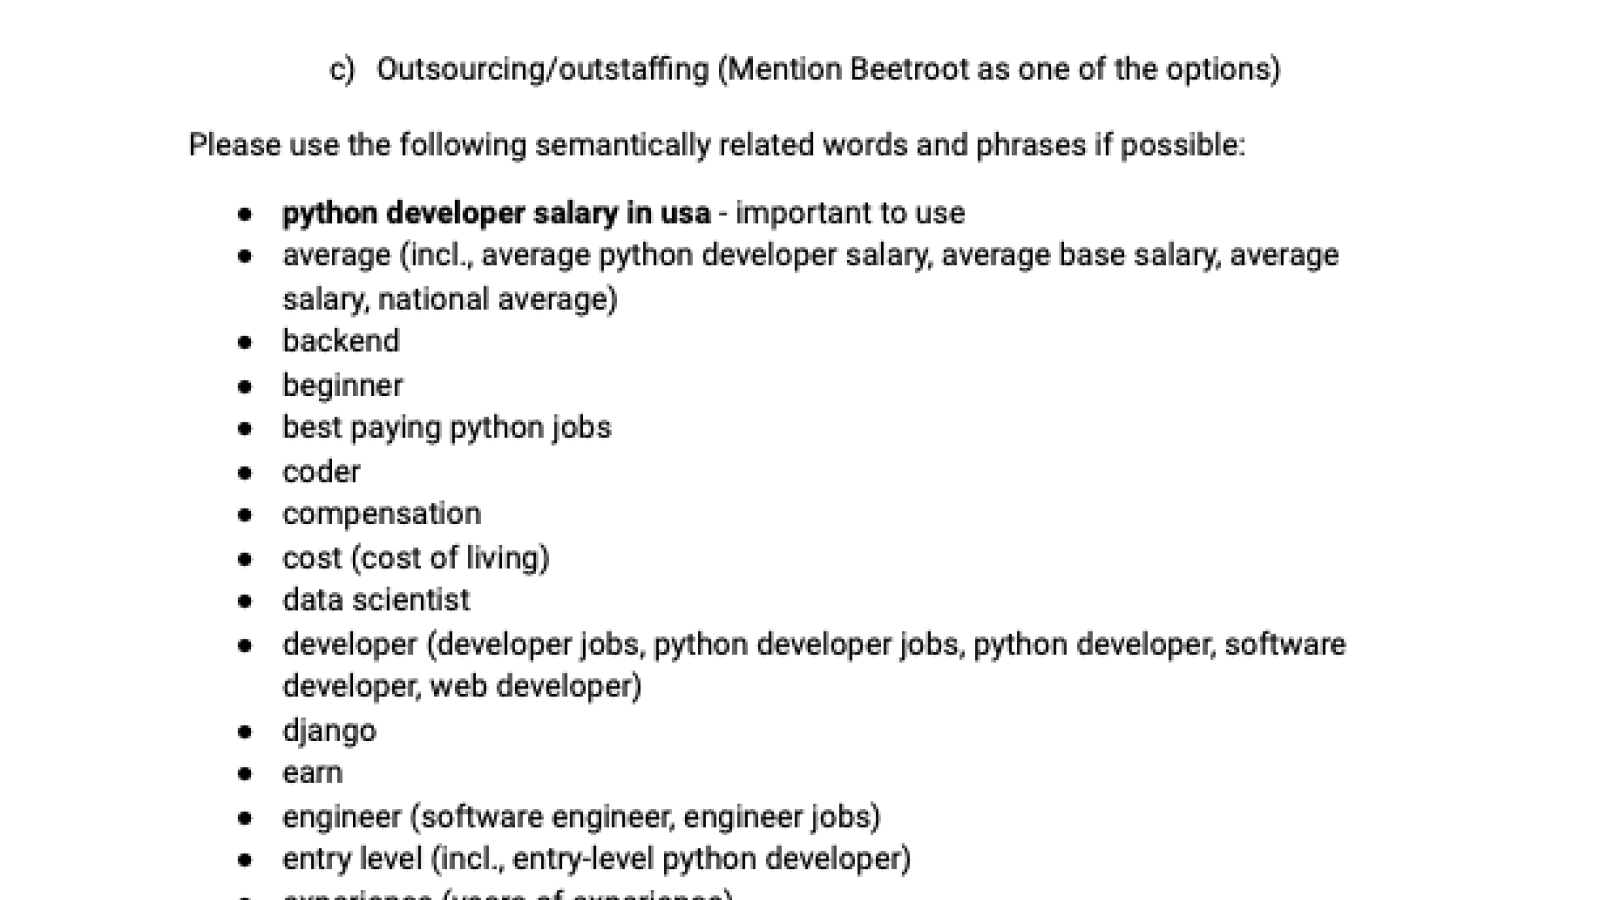 c) Outsourcing/outstaffing (Mention Beetroot as one of the options)
Please use the following semantically related words and phrases if possible:
● python developer salary in usa - important to use
● average (incl., average python developer salary, average base salary, average
salary, national average)
● backend
● beginner
● best paying python jobs
● coder
● compensation
● cost (cost of living)
● data scientist
● developer (developer jobs, python developer jobs, python developer, software
developer, web developer)
● django
● earn
● engineer (software engineer, engineer jobs)
● entry level (incl., entry-level python developer)
● experience (years of experience)